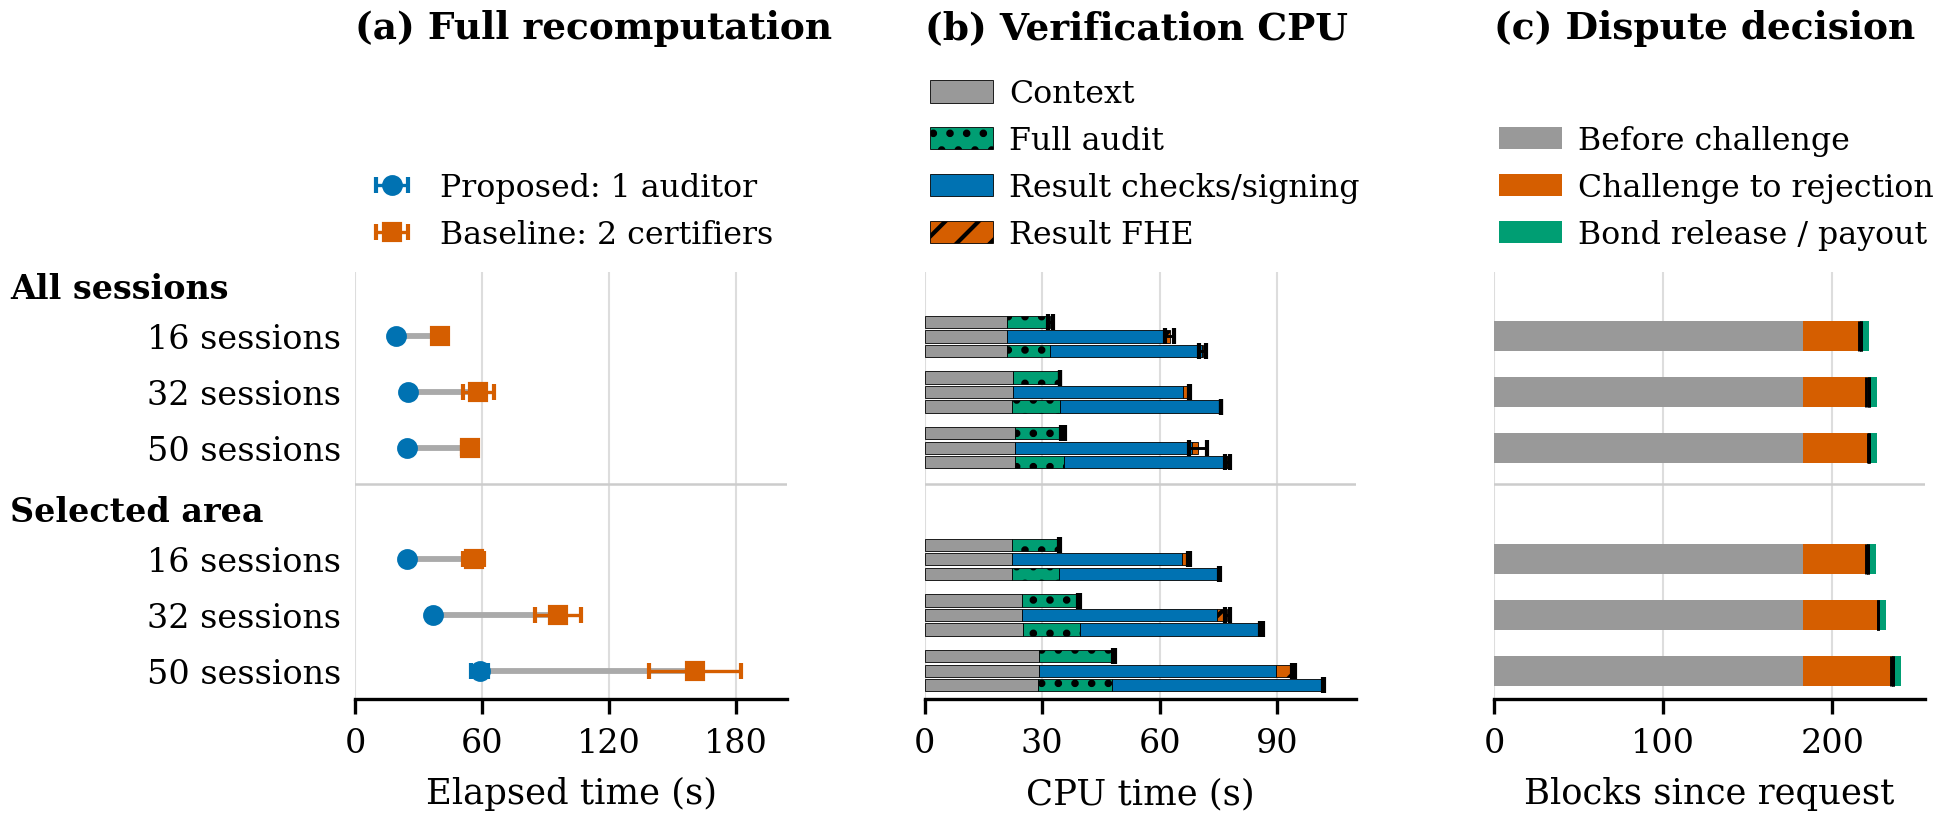 (a) Full recomputation
(b) Verification CPU
(c) Dispute decision
Proposed: 1 auditor
Baseline: 2 certifiers
Context
Full audit
Result checks/signing
Result FHE
Before challenge
Challenge to rejection
Bond release / payout
All sessions
16 sessions
32 sessions
50 sessions
Selected area
16 sessions
32 sessions
50 sessions
0 60 120 180
Elapsed time (s)
0 30 60 90
CPU time (s)
0 100 200
Blocks since request